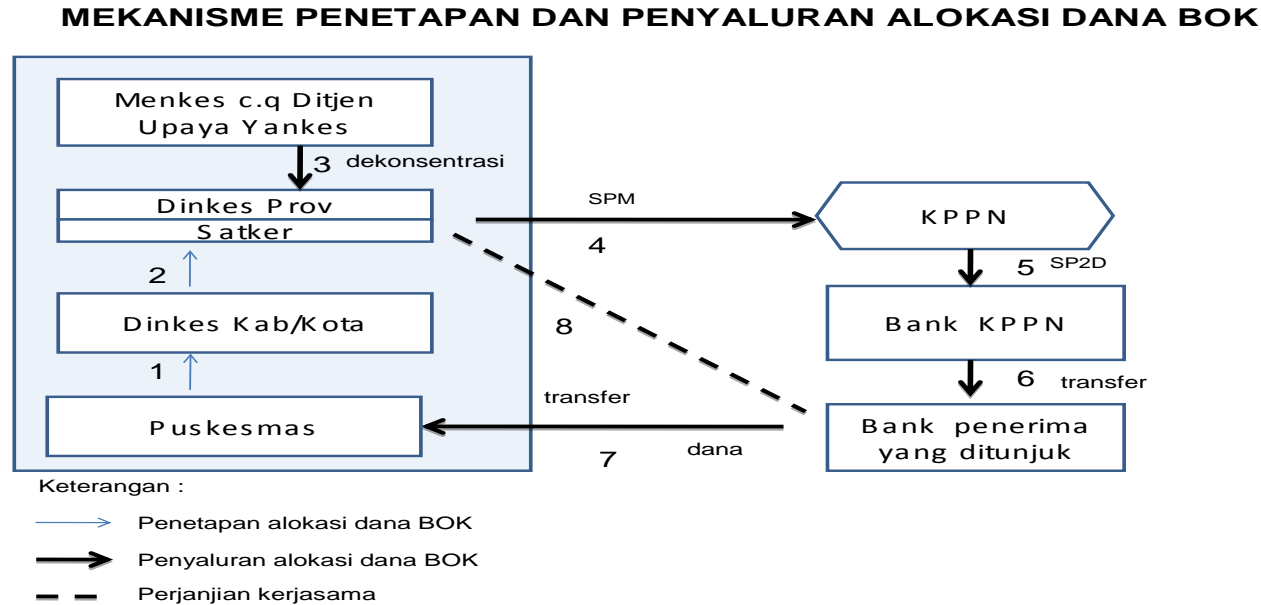 MEKANISME PENETAPAN DAN PENYALURAN ALOKASI DANA BOK
Menkes c.q Ditjen
Upaya Yankes
3 dekonsentrasi
Dinkes Prov
Satker
SPM
4
KPPN
2
5 SP2D
Dinkes Kab/Kota
8
Bank KPPN
1
6 transfer
transfer
Puskesmas
7
dana
Bank penerima
yang ditunjuk
Keterangan :
Penetapan alokasi dana BOK
Penyaluran alokasi dana BOK
Perjanjian kerjasama